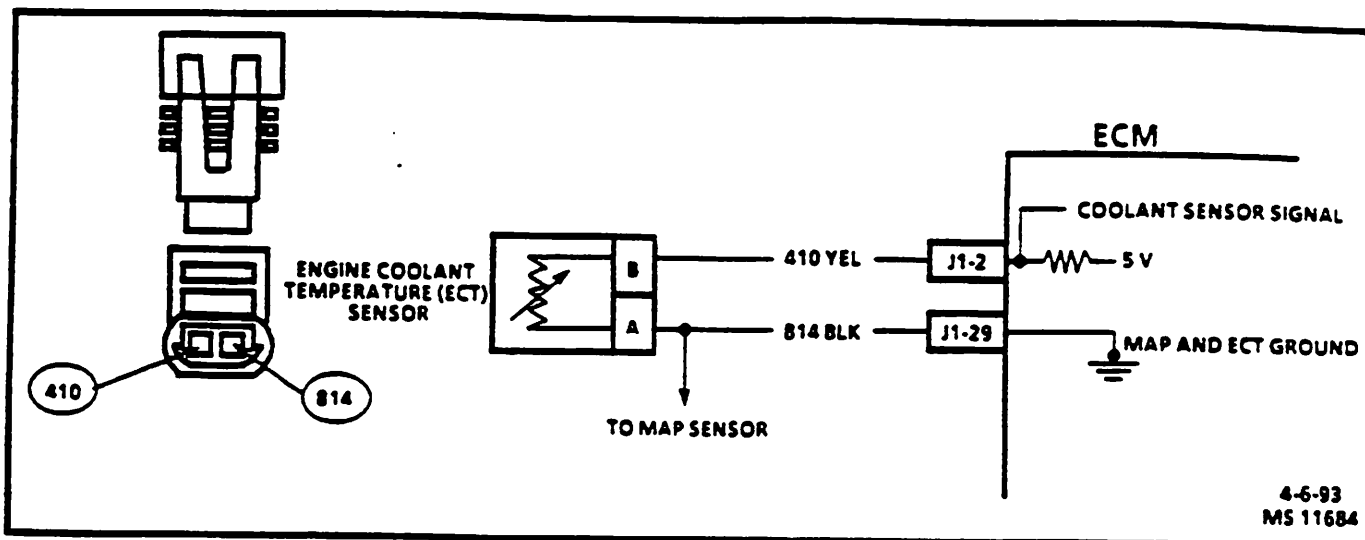 ECM
COOLANT SENSOR SIGNAL
ENGINE COOLANT
TEMPERATURE (ECT)
SENSOR
B
410 YEL
J1-2
5 V
A
814 BLK
J1-29
MAP AND ECT GROUND
410
814
TO MAP SENSOR
4-6-93
MS 11684